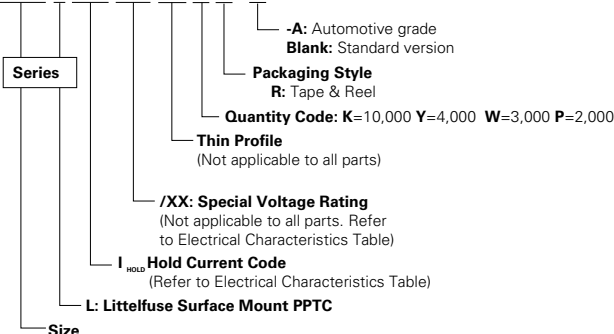 -A: Automotive grade
Blank: Standard version
Series
Packaging Style
R: Tape & Reel
Quantity Code: K=10,000 Y=4,000 W=3,000 P=2,000
Thin Profile
(Not applicable to all parts)
/XX: Special Voltage Rating
(Not applicable to all parts. Refer
to Electrical Characteristics Table)
I HOLD Hold Current Code
(Refer to Electrical Characteristics Table)
L: Littelfuse Surface Mount PPTC
Size